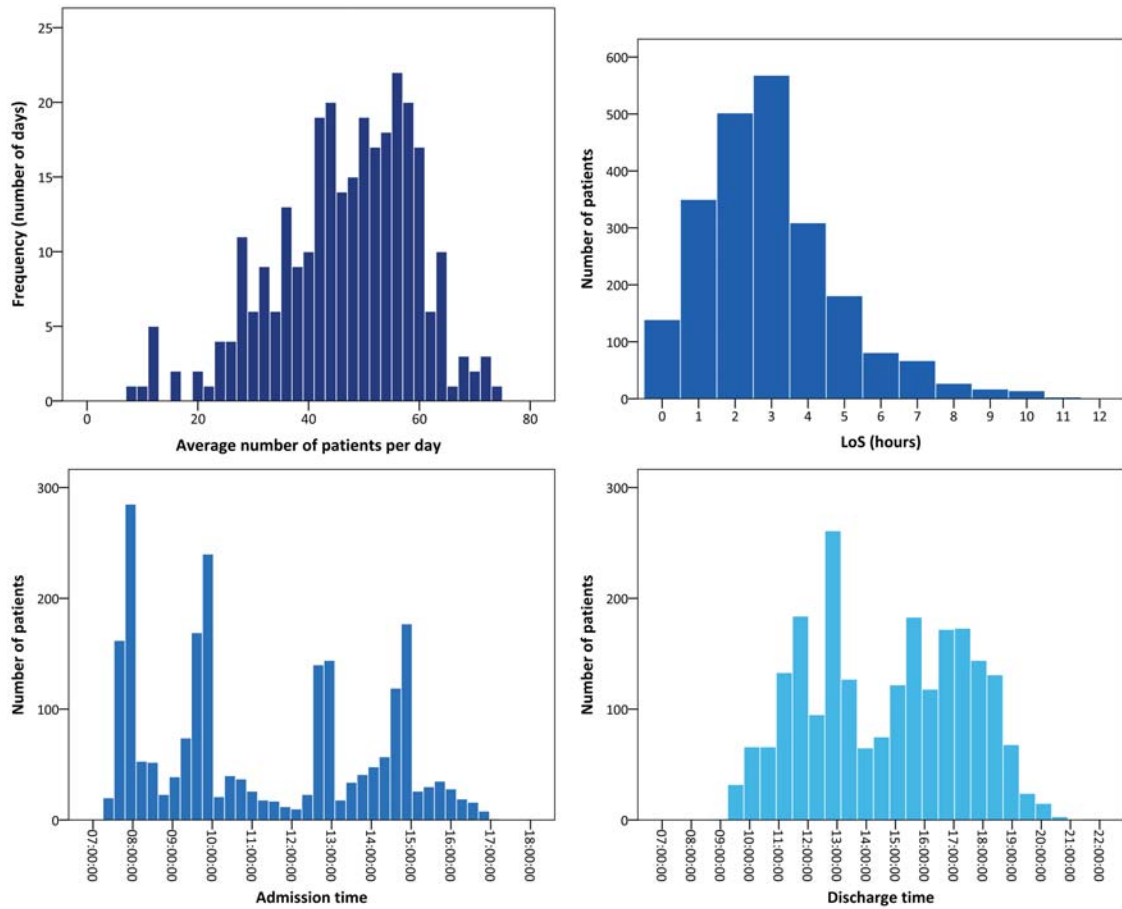 25
20
15
10
5
0
Frequency (number of days)
0 20 40 60 80
Average number of patients per day
600
500
400
300
200
100
0
Number of patients
0 1 2 3 4 5 6 7 8 9 10 11 12
LoS (hours)
300
200
100
0
Number of patients
07:00:00 08:00:00 09:00:00 10:00:00 11:00:00 12:00:00 13:00:00 14:00:00 15:00:00 16:00:00 17:00:00 18:00:00
Admission time
300
200
100
0
Number of patients
07:00:00 08:00:00 09:00:00 10:00:00 11:00:00 12:00:00 13:00:00 14:00:00 15:00:00 16:00:00 17:00:00 18:00:00 19:00:00 20:00:00 21:00:00 22:00:00
Discharge time